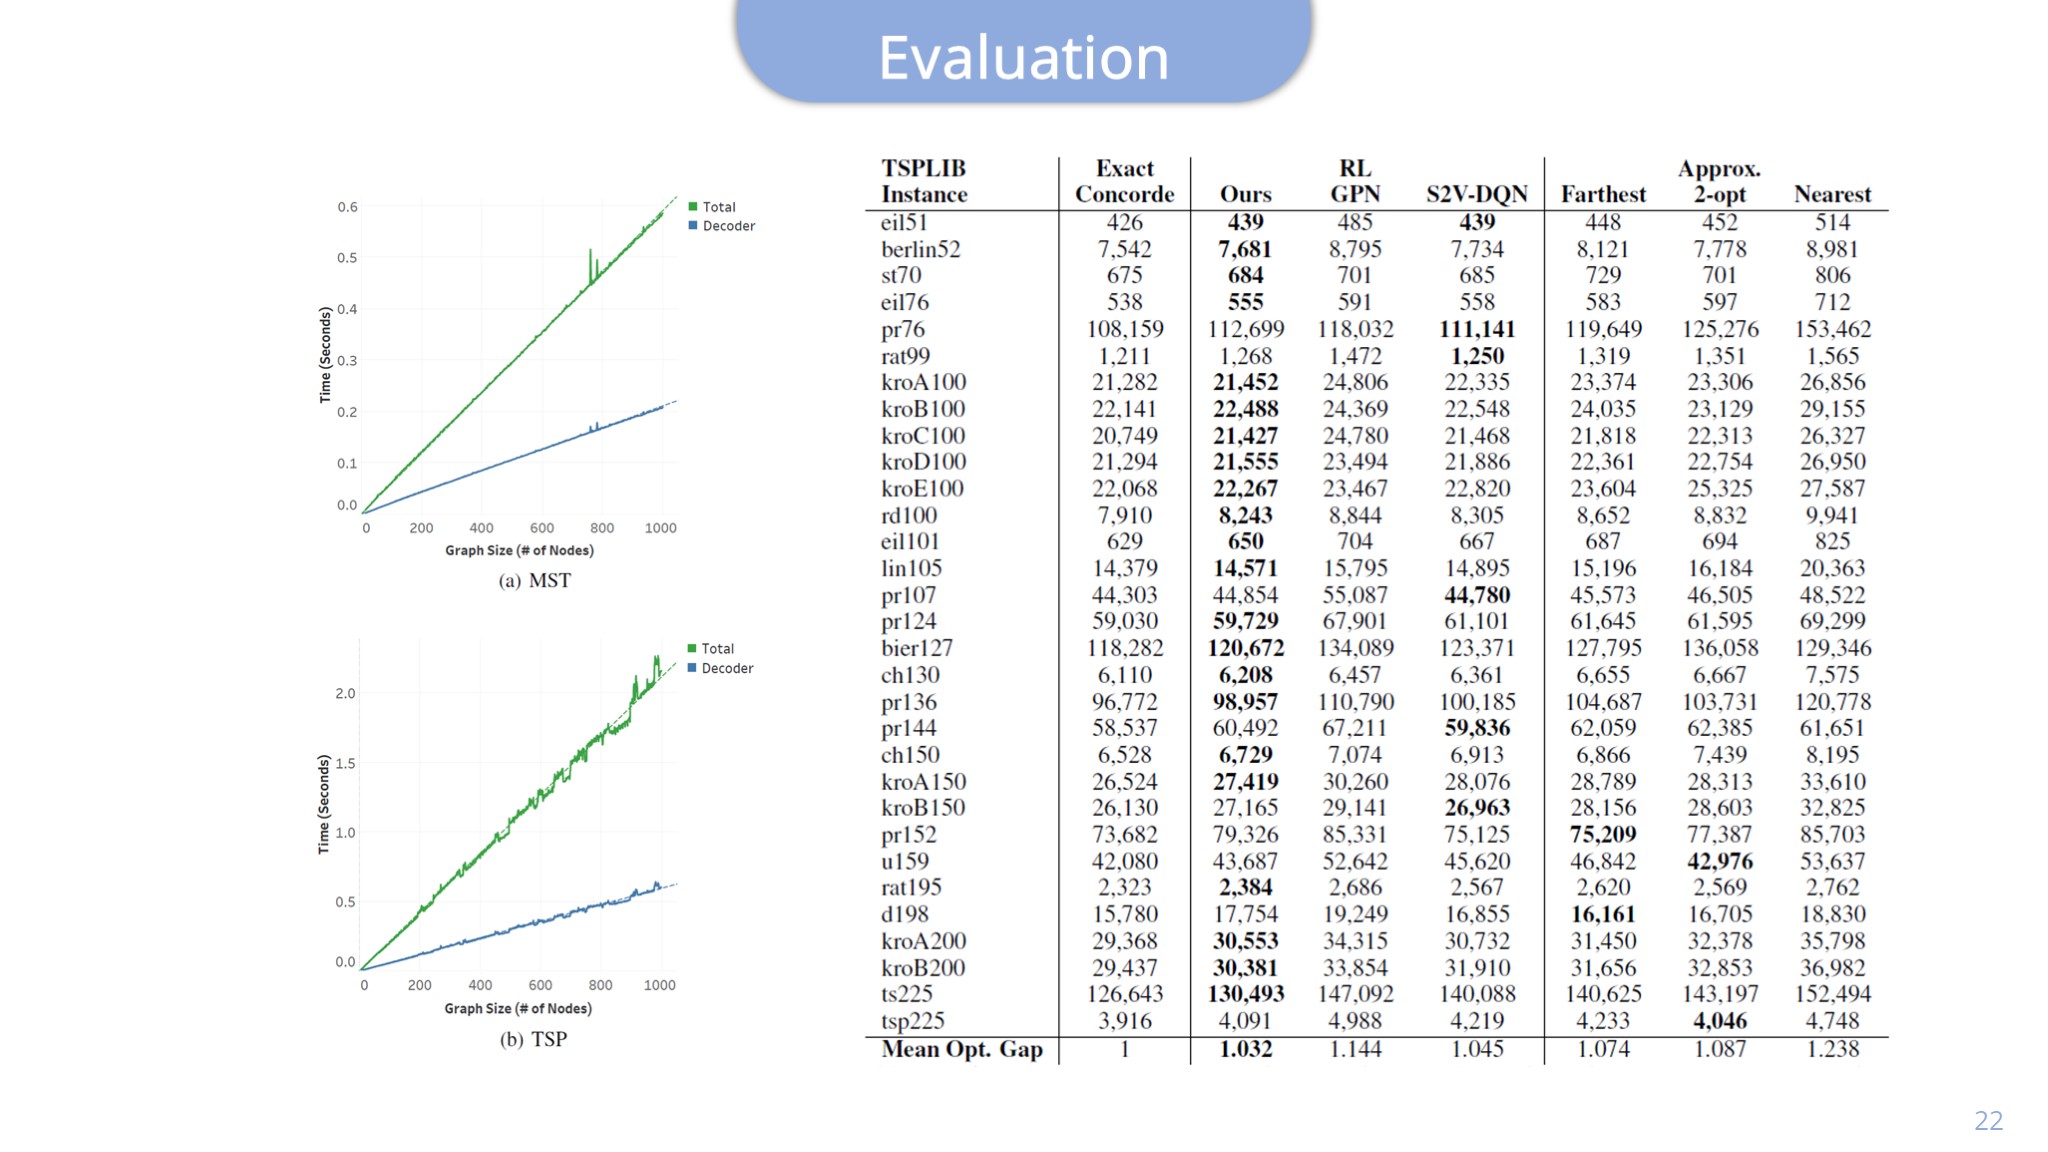 Evaluation
0.6
0.5
0.4
0.3
0.2
0.1
0.0
Time (Seconds)
0 200 400 600 800 1000
Graph Size (# of Nodes)
Total
Decoder
(a) MST
2.0
1.5
1.0
0.5
0.0
Time (Seconds)
0 200 400 600 800 1000
Graph Size (# of Nodes)
Total
Decoder
(b) TSP
TSPLIB Exact RL Approx.
Instance Concorde Ours GPN S2V-DQN Farthest 2-opt Nearest
eil51 426 439 485 439 448 452 514
berlin52 7,542 7,681 8,795 7,734 8,121 7,778 8,981
st70 675 684 701 685 729 701 806
eil76 538 555 591 558 583 597 712
pr76 108,159 112,699 118,032 111,141 119,649 125,276 153,462
rat99 1,211 1,268 1,472 1,250 1,319 1,351 1,565
kroA100 21,282 21,452 24,806 22,335 23,374 23,306 26,856
kroB100 22,141 22,488 24,369 22,548 24,035 23,129 29,155
kroC100 20,749 21,427 24,780 21,468 21,818 22,313 26,327
kroD100 21,294 21,555 23,494 21,886 22,361 22,754 26,950
kroE100 22,068 22,267 23,467 22,820 23,604 25,325 27,587
rd100 7,910 8,243 8,844 8,305 8,652 8,832 9,941
eil101 629 650 704 667 687 694 825
lin105 14,379 14,571 15,795 14,895 15,196 16,184 20,363
pr107 44,303 44,854 55,087 44,780 45,573 46,505 48,522
pr124 59,030 59,729 67,901 61,101 61,645 61,595 69,299
bier127 118,282 120,672 134,089 123,371 127,795 136,058 129,346
ch130 6,110 6,208 6,457 6,361 6,655 6,667 7,575
pr136 96,772 98,957 110,790 100,185 104,687 103,731 120,778
pr144 58,537 60,492 67,211 59,836 62,059 62,385 61,651
ch150 6,528 6,729 7,074 6,913 6,866 7,439 8,195
kroA150 26,524 27,419 30,260 28,076 28,789 28,313 33,610
kroB150 26,130 27,165 29,141 26,963 28,156 28,603 32,825
pr152 73,682 79,326 85,331 75,125 75,209 77,387 85,703
u159 42,080 43,687 52,642 45,620 46,842 42,976 53,637
rat195 2,323 2,384 2,686 2,567 2,620 2,569 2,762
d198 15,780 17,754 19,249 16,855 16,161 16,705 18,830
kroA200 29,368 30,553 34,315 30,732 31,450 32,378 35,798
kroB200 29,437 30,381 33,854 31,910 31,656 32,853 36,982
ts225 126,643 130,493 147,092 140,088 140,625 143,197 152,494
tsp225 3,916 4,091 4,988 4,219 4,233 4,046 4,748
Mean Opt. Gap 1 1.032 1.144 1.045 1.074 1.087 1.238
22